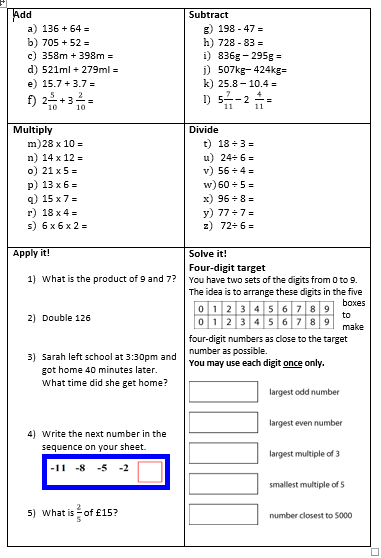 Add
a) 136 + 64 =
b) 705 + 52 =
c) 358m + 398m =
d) 521ml + 279ml =
e) 15.7 + 3.7 =
f) 2 5/10 + 3 2/10 =
Subtract
g) 198 - 47 =
h) 728 - 83 =
i) 836g – 295g =
j) 507kg– 424kg=
k) 25.8 – 10.4 =
l) 5 7/11 – 2 4/11 =
Multiply
m)28 x 10 =
n) 14 x 12 =
o) 21 x 5 =
p) 13 x 6 =
q) 15 x 7 =
r) 18 x 4 =
s) 6 x 6 x 2 =
Divide
t) 18 ÷ 3 =
u) 24÷ 6 =
v) 56 ÷ 4 =
w)60 ÷ 5 =
x) 96 ÷ 8 =
y) 77 ÷ 7 =
z) 72÷ 6 =
Apply it!
1) What is the product of 9 and 7?
2) Double 126
3) Sarah left school at 3:30pm and
got home 40 minutes later.
What time did she get home?
4) Write the next number in the
sequence on your sheet.
-11 -8 -5 -2
5) What is 2/5 of £15?
Solve it!
Four-digit target
You have two sets of the digits from 0 to 9.
The idea is to arrange these digits in the five
boxes
0 1 2 3 4 5 6 7 8 9
to
0 1 2 3 4 5 6 7 8 9
make
four-digit numbers as close to the target
number as possible.
You may use each digit once only.
largest odd number
largest even number
largest multiple of 3
smallest multiple of 5
number closest to 5000